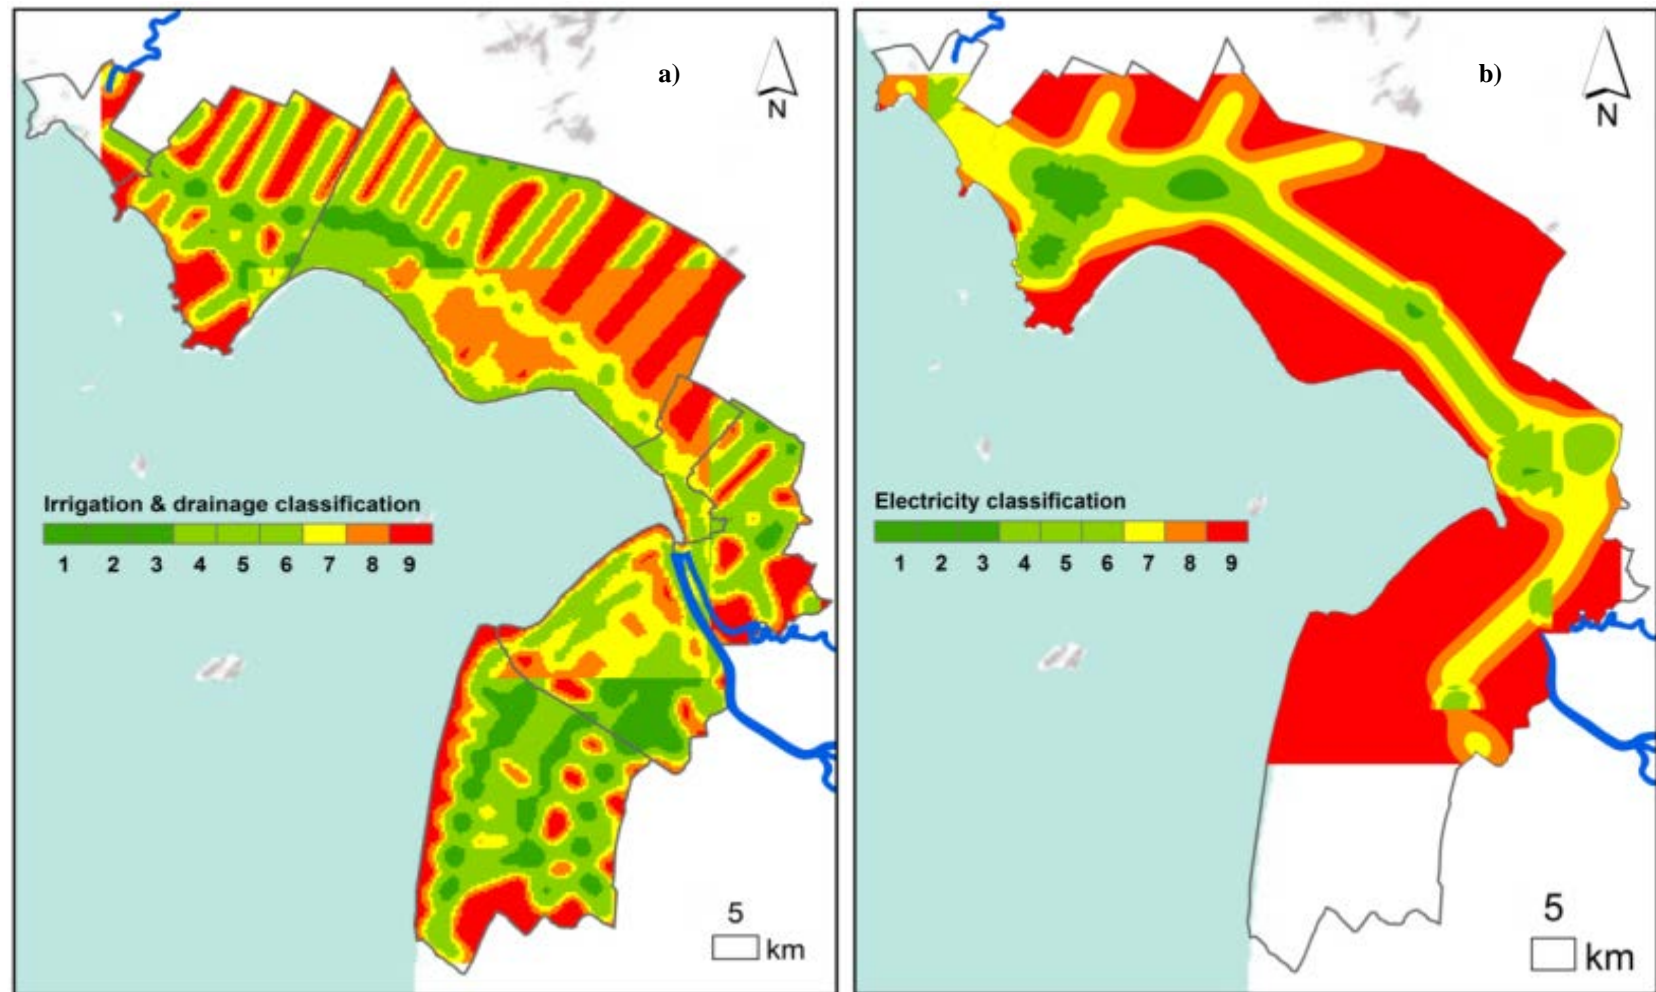 a)
N
Irrigation & drainage classification
1 2 3 4 5 6 7 8 9
5
km
b)
N
Electricity classification
1 2 3 4 5 6 7 8 9
5
km